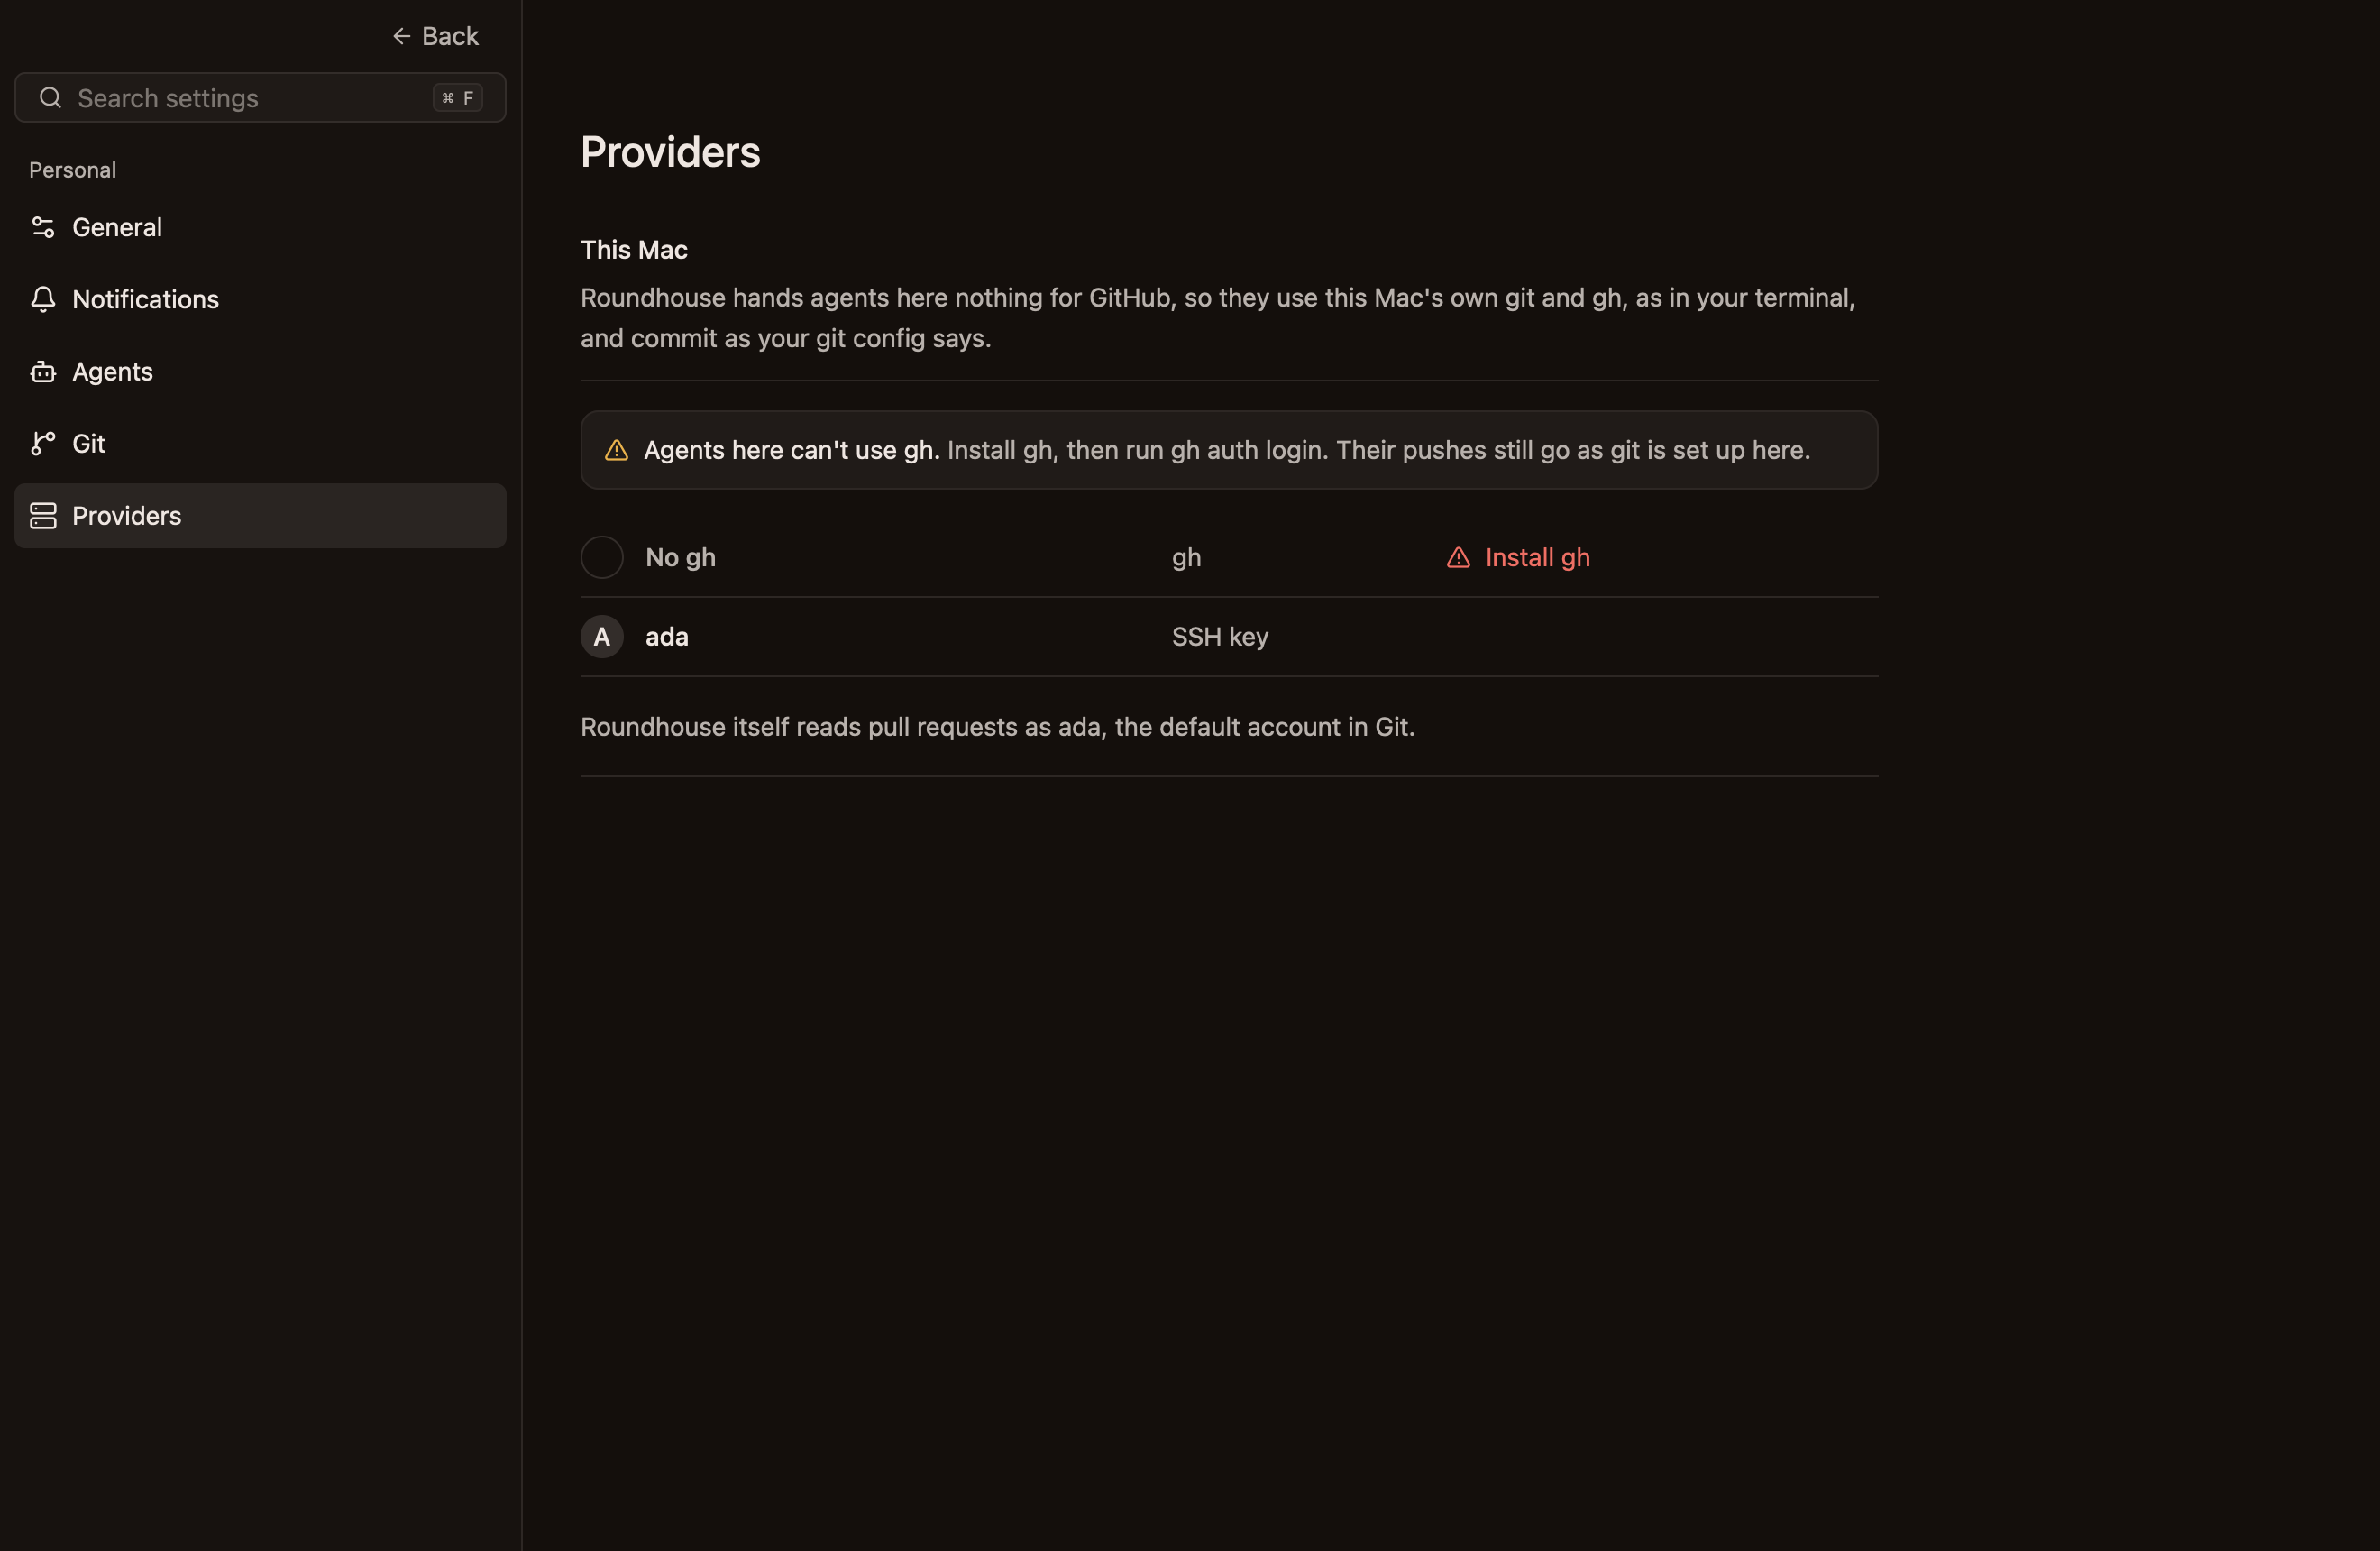 Back
Search settings
⌘ F
Personal
General
Notifications
Agents
Git
Providers
Providers
This Mac
Roundhouse hands agents here nothing for GitHub, so they use this Mac's own git and gh, as in your terminal,
and commit as your git config says.
Agents here can't use gh. Install gh, then run gh auth login. Their pushes still go as git is set up here.
No gh
gh
Install gh
A
ada
SSH key
Roundhouse itself reads pull requests as ada, the default account in Git.